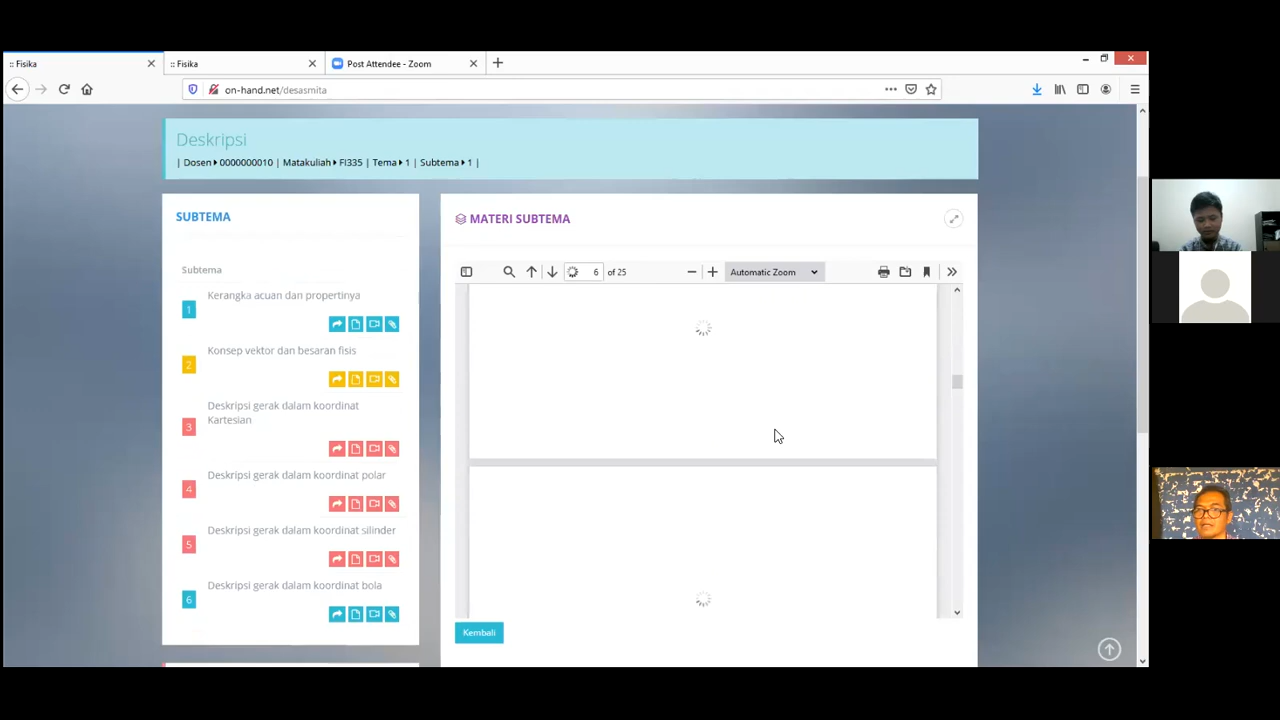 :: Fisika
:: Fisika
Post Attendee - Zoom
on-hand.net/desasmita
Deskripsi
| Dosen 0000000010 | Matakuliah FI335 | Tema 1 | Subtema 1 |
SUBTEMA
Subtema
1
Kerangka acuan dan propertinya
2
Konsep vektor dan besaran fisis
3
Deskripsi gerak dalam koordinat
Kartesian
4
Deskripsi gerak dalam koordinat polar
5
Deskripsi gerak dalam koordinat silinder
6
Deskripsi gerak dalam koordinat bola
MATERI SUBTEMA
6 of 25
Automatic Zoom
Kembali